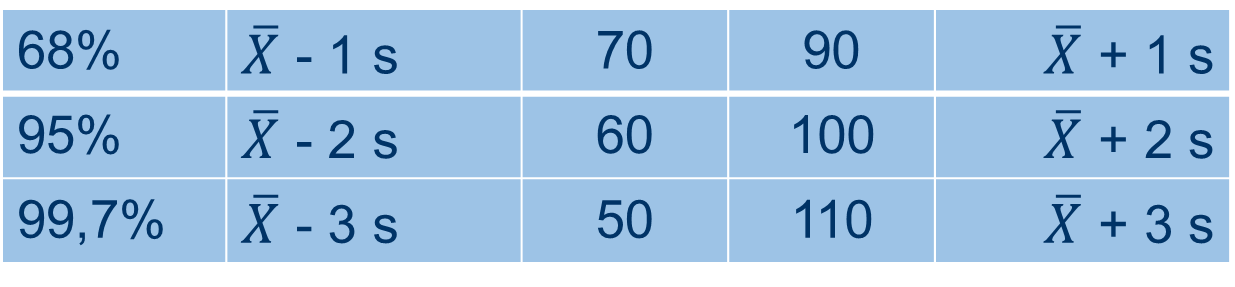 68% X̅ - 1 s 70 90 X̅ + 1 s
95% X̅ - 2 s 60 100 X̅ + 2 s
99,7% X̅ - 3 s 50 110 X̅ + 3 s